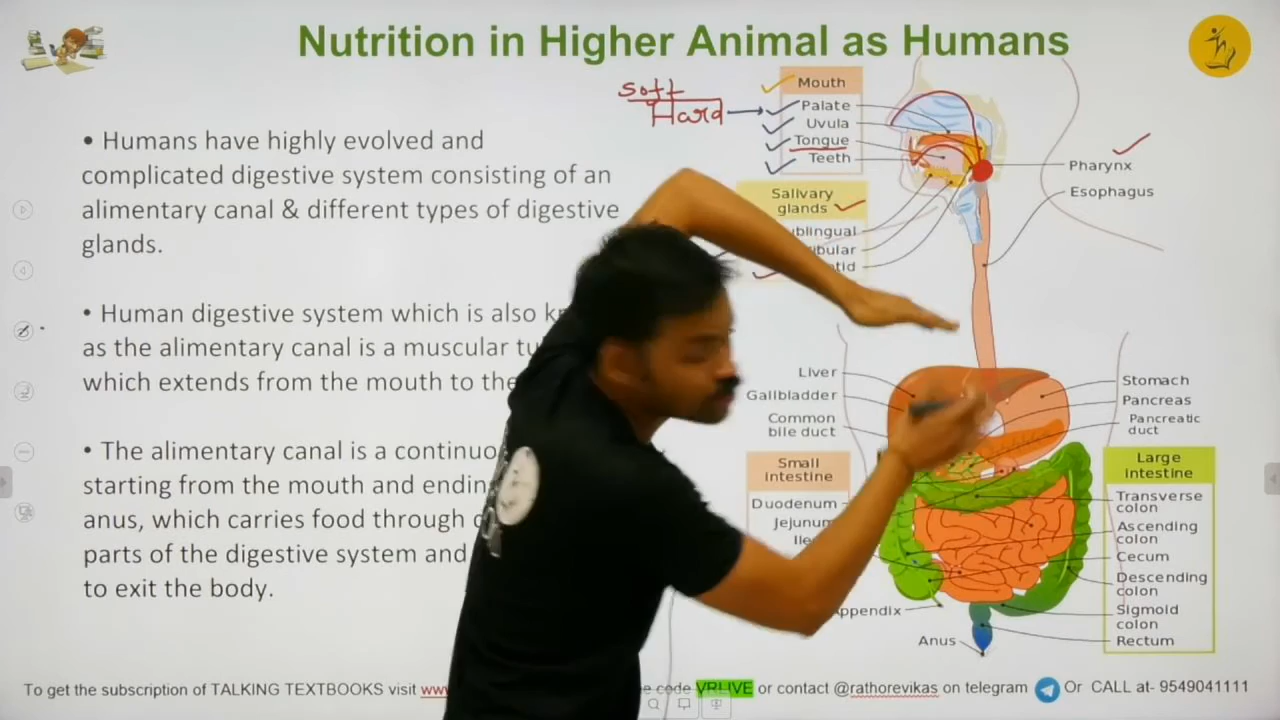 Nutrition in Higher Animal as Humans
• Humans have highly evolved and
complicated digestive system consisting of an
alimentary canal & different types of digestive
glands.
• Human digestive system which is also
as the alimentary canal is a muscular
which extends from the mouth to the
• The alimentary canal is a
starting from the mouth and
anus, which carries food through
parts of the digestive system and
to exit the body.
Soft
Hard
Mouth
Palate
Uvula
Tongue
Teeth
Salivary
glands
Pharynx
Esophagus
Liver
Gallbladder
Common
bile duct
Stomach
Pancreas
Pancreatic
duct
Small
intestine
Duodenum
Jejunum
Large
intestine
Transverse
colon
Ascending
colon
Cecum
Descending
colon
Sigmoid
colon
Rectum
Anus
To get the subscription of TALKING TEXTBOOKS visit www code VRLIVE or contact @rathorevikas on telegram Or CALL at- 9549041111